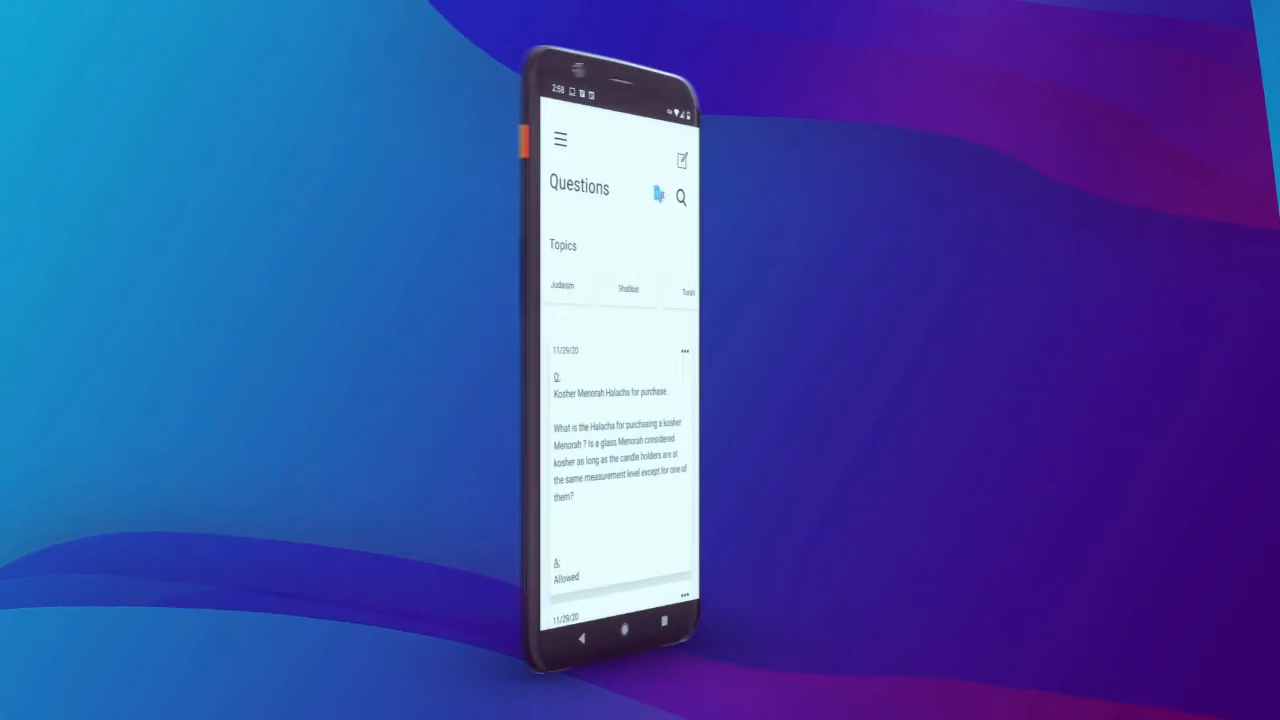 2:58
Questions
Topics
Judaism
Shabbat
Torah
11/29/20
Q:
Kosher Menorah Halacha for purchase.
What is the Halacha for purchasing a kosher
Menorah ? Is a glass Menorah considered
kosher as long as the candle holders are at
the same measurement level except for one of
them?
A:
Allowed
11/29/20